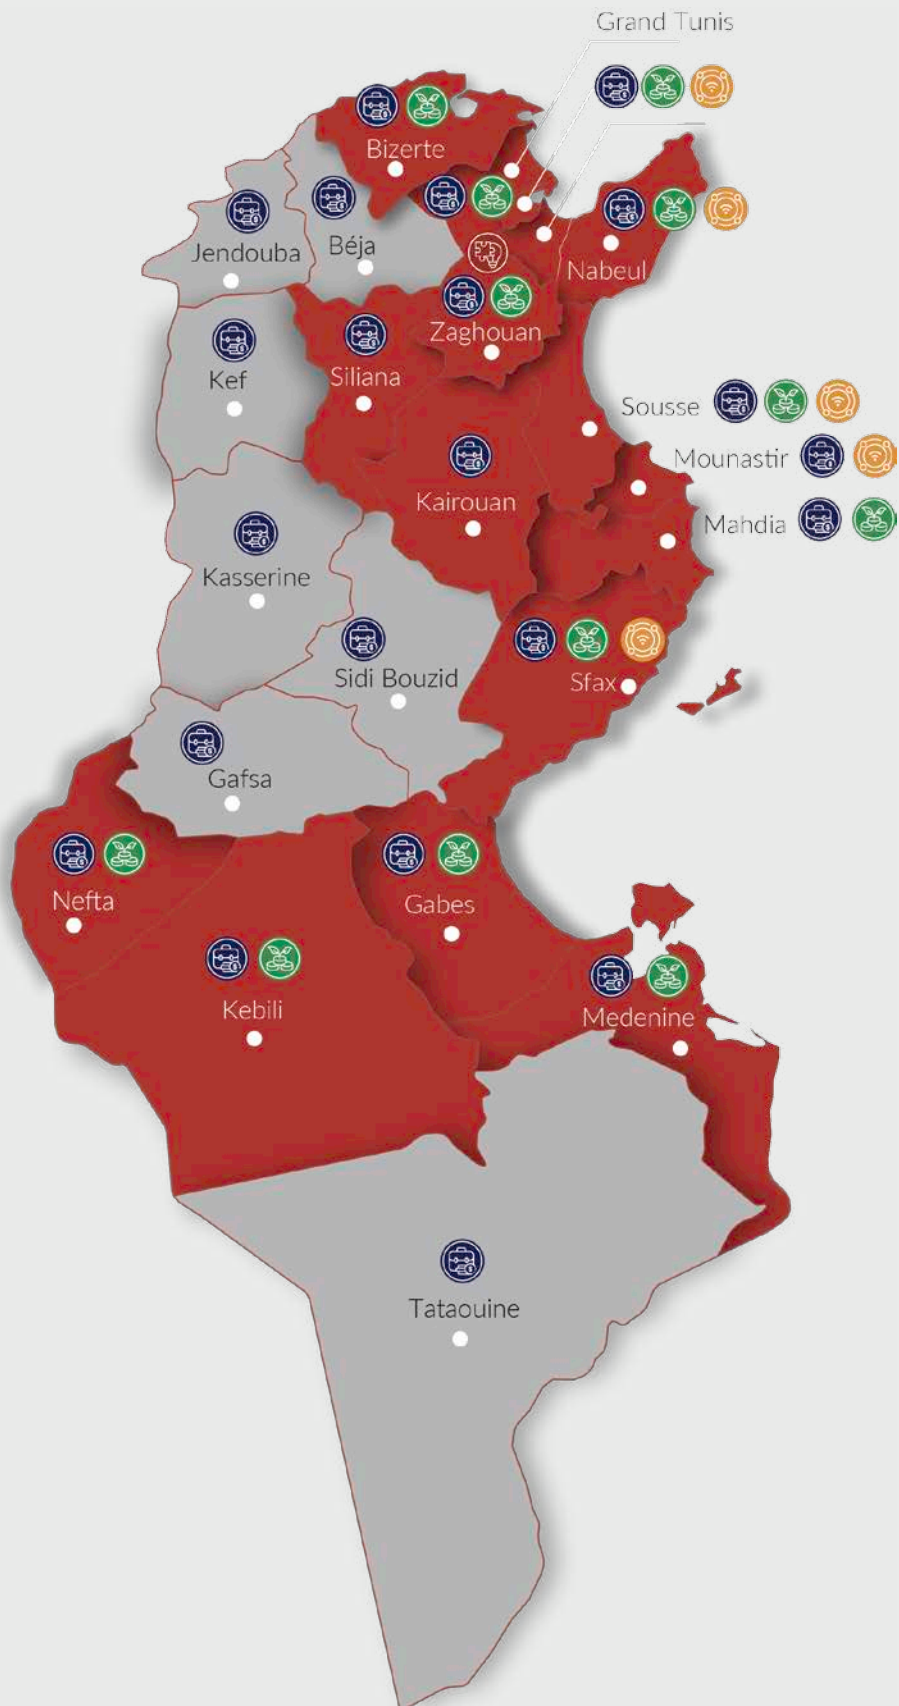 Grand Tunis
Bizerte
Jendouba
Béja
Nabeul
Zaghouan
Kef
Siliana
Sousse
Mounastir
Kairouan
Mahdia
Kasserine
Sidi Bouzid
Sfax
Gafsa
Nefta
Gabes
Kebili
Medenine
Tataouine